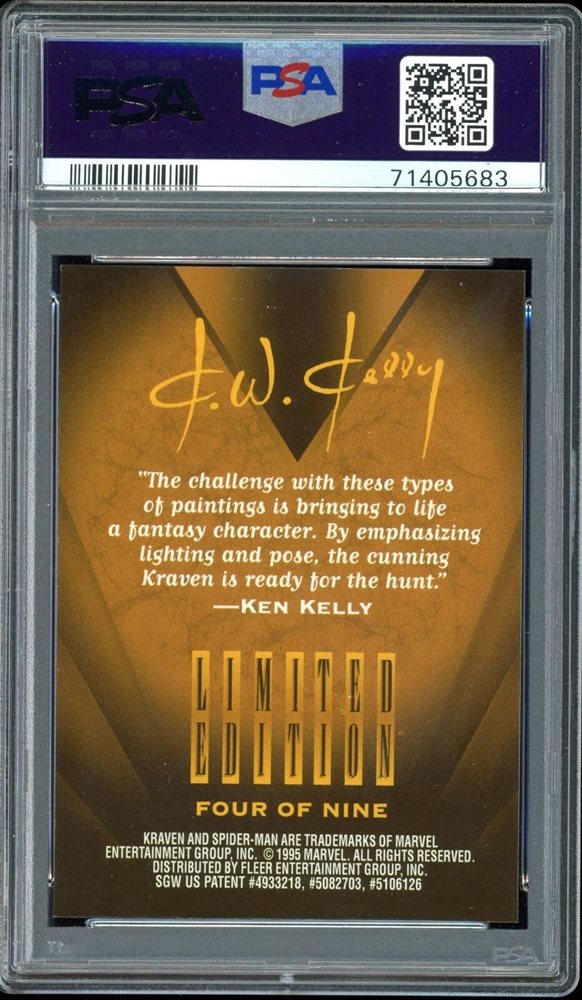 PSA
PSA
71405683
K.W. Kelly
"The challenge with these types
of paintings is bringing to life
a fantasy character. By emphasizing
lighting and pose, the cunning
Kraven is ready for the hunt."
—KEN KELLY
LIMITED
EDITION
FOUR OF NINE
KRAVEN AND SPIDER-MAN ARE TRADEMARKS OF MARVEL
ENTERTAINMENT GROUP, INC. ©1995 MARVEL. ALL RIGHTS RESERVED.
DISTRIBUTED BY FLEER ENTERTAINMENT GROUP, INC.
SGW US PATENT #4933218, #5082703, #5106126
PSA